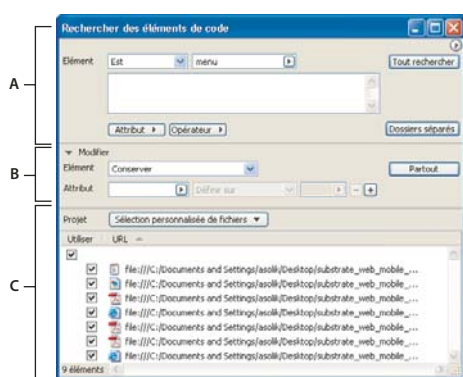 Rechercher des éléments de code
A
Elément Est menu Tout rechercher
Attribut Opérateur Dossiers séparés
B
Modifier
Elément Conserver Partout
Attribut Définir sur
C
Projet Sélection personnalisée de fichiers
Utiliser URL
file:///C:/Documents and Settings/asolik/Desktop/substrate_web_mobile_...
file:///C:/Documents and Settings/asolik/Desktop/substrate_web_mobile_...
file:///C:/Documents and Settings/asolik/Desktop/substrate_web_mobile_...
file:///C:/Documents and Settings/asolik/Desktop/substrate_web_mobile_...
file:///C:/Documents and Settings/asolik/Desktop/substrate_web_mobile_...
file:///C:/Documents and Settings/asolik/Desktop/substrate_web_mobile_...
file:///C:/Documents and Settings/asolik/Desktop/substrate_web_mobile_...
9 éléments